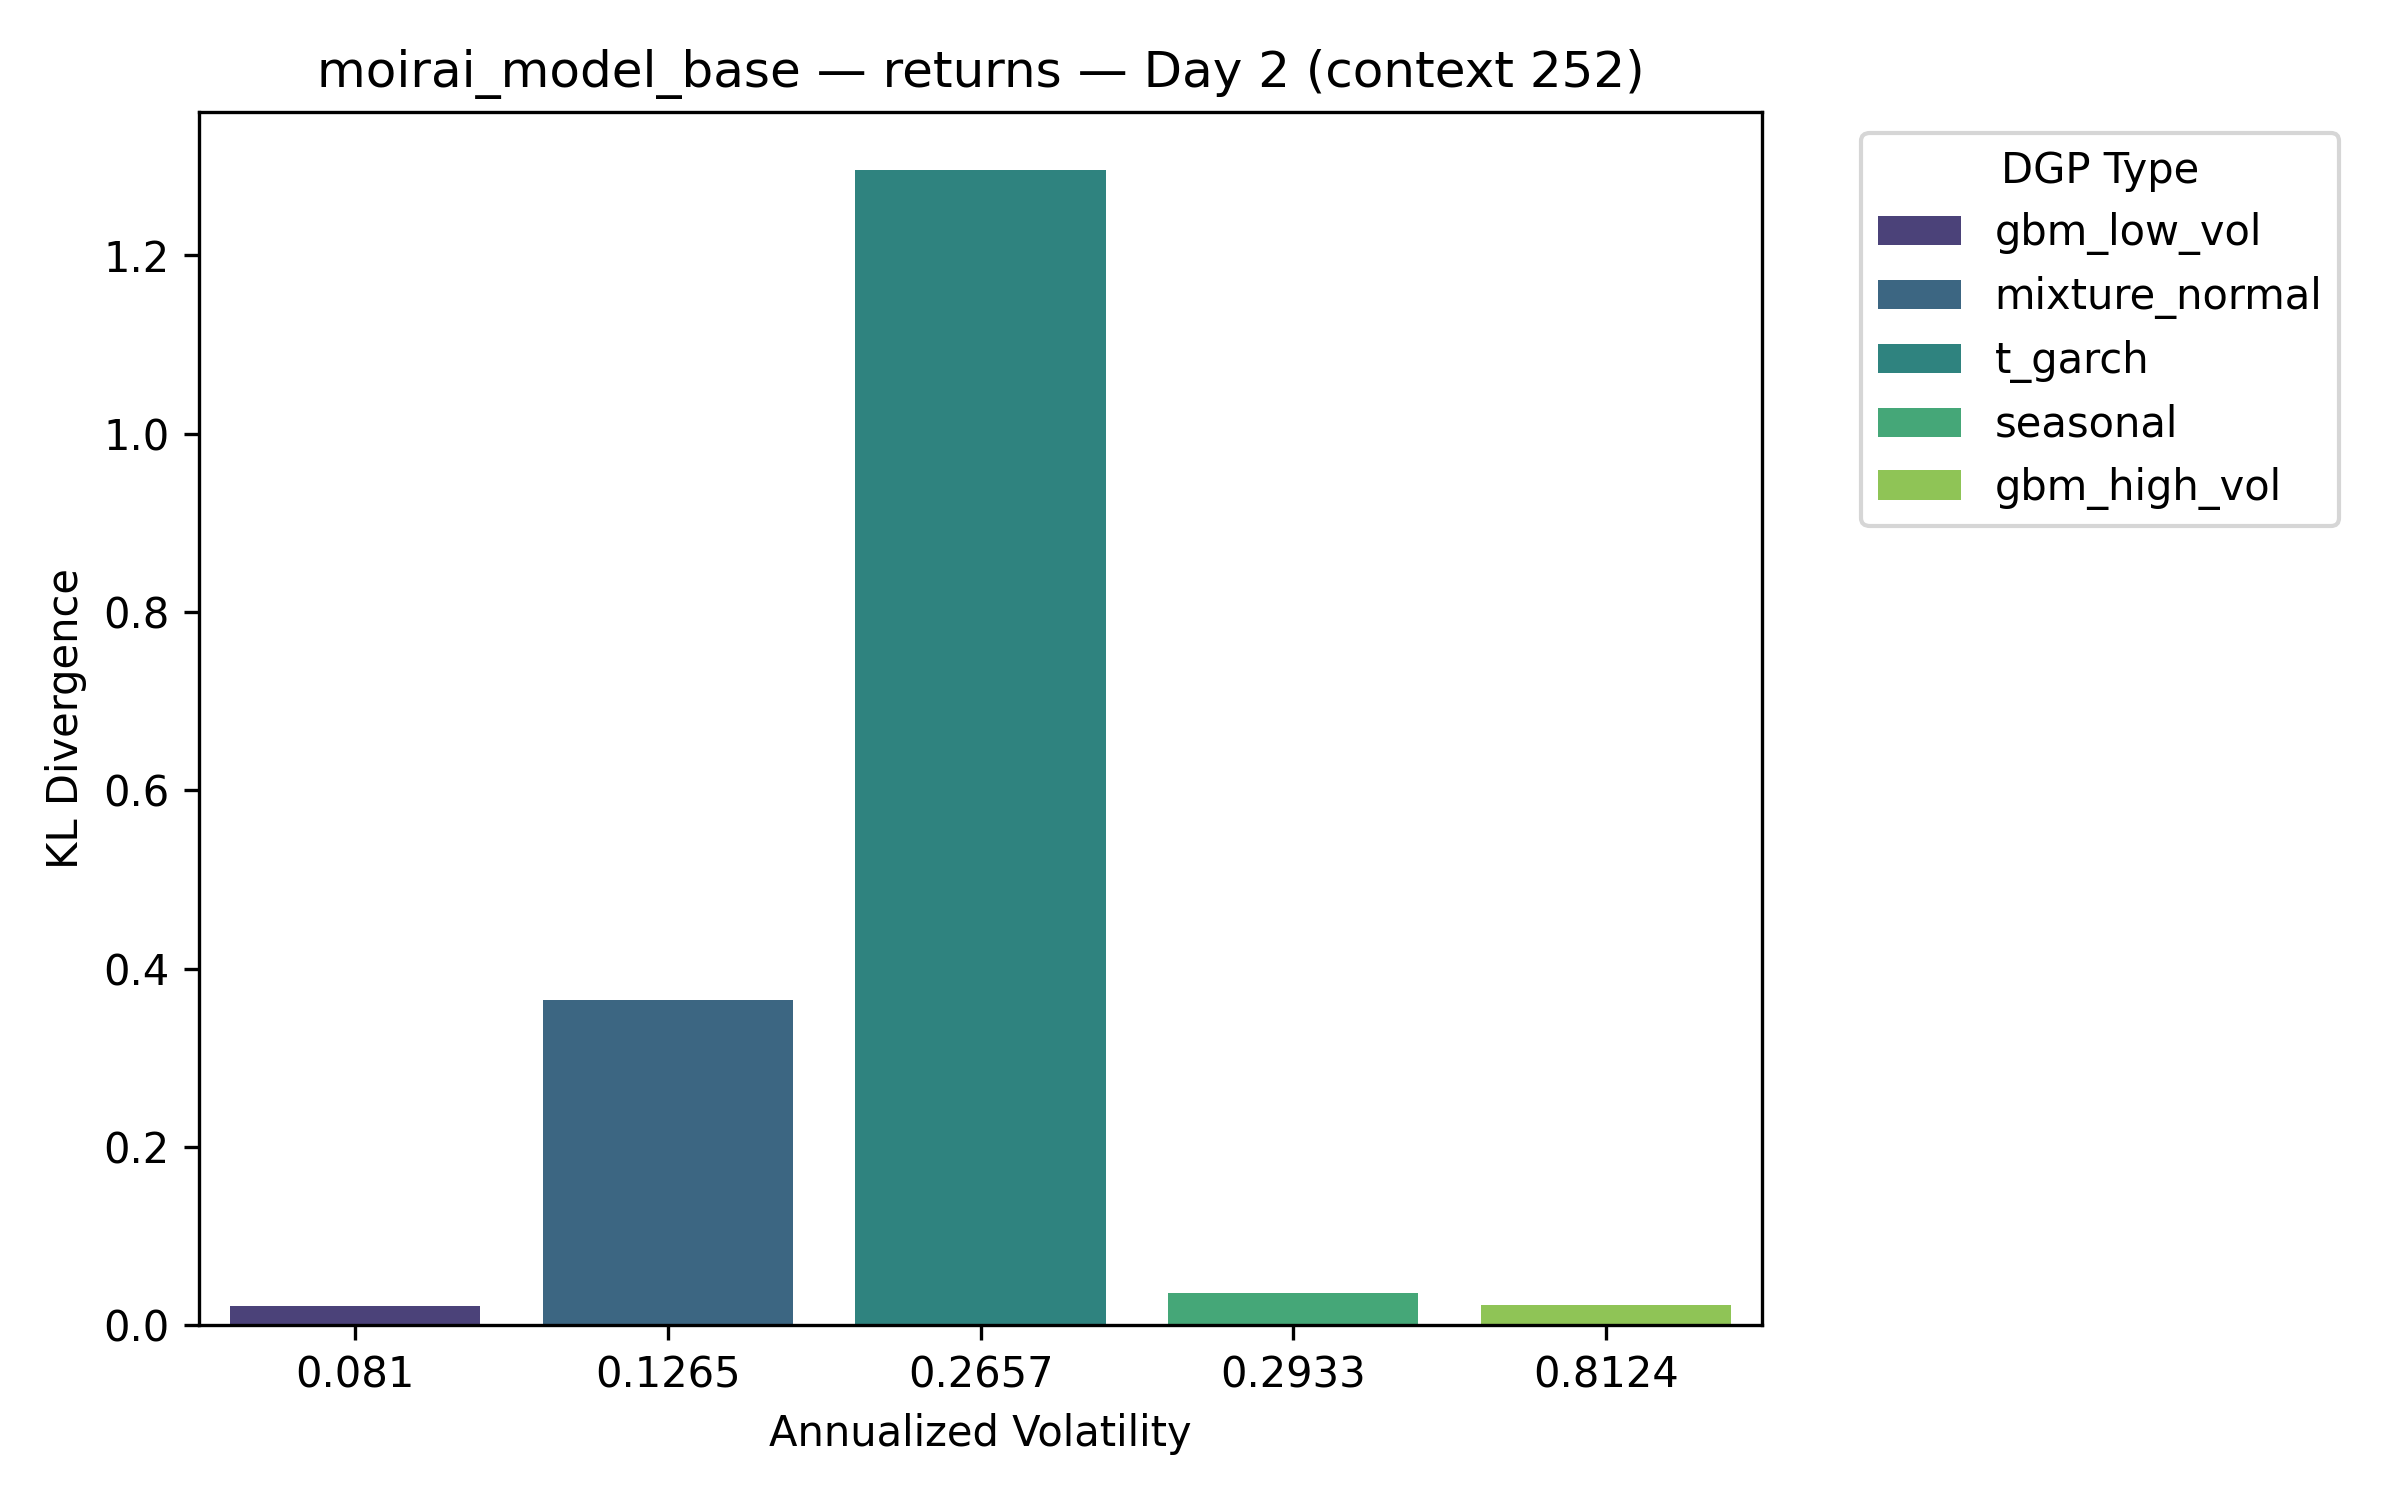 moirai_model_base — returns — Day 2 (context 252)
DGP Type
gbm_low_vol
mixture_normal
t_garch
seasonal
gbm_high_vol
KL Divergence
1.2
1.0
0.8
0.6
0.4
0.2
0.0
0.081 0.1265 0.2657 0.2933 0.8124
Annualized Volatility